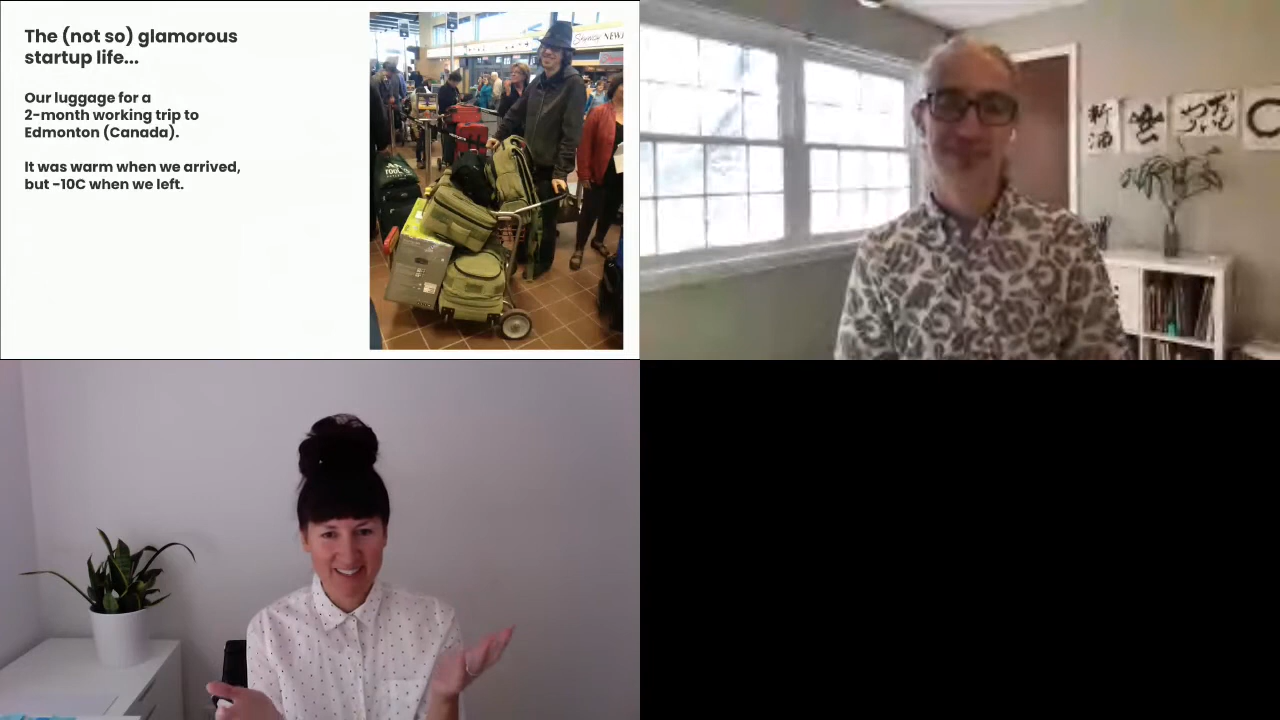 The (not so) glamorous
startup life...
Our luggage for a
2-month working trip to
Edmonton (Canada).
It was warm when we arrived,
but -10C when we left.